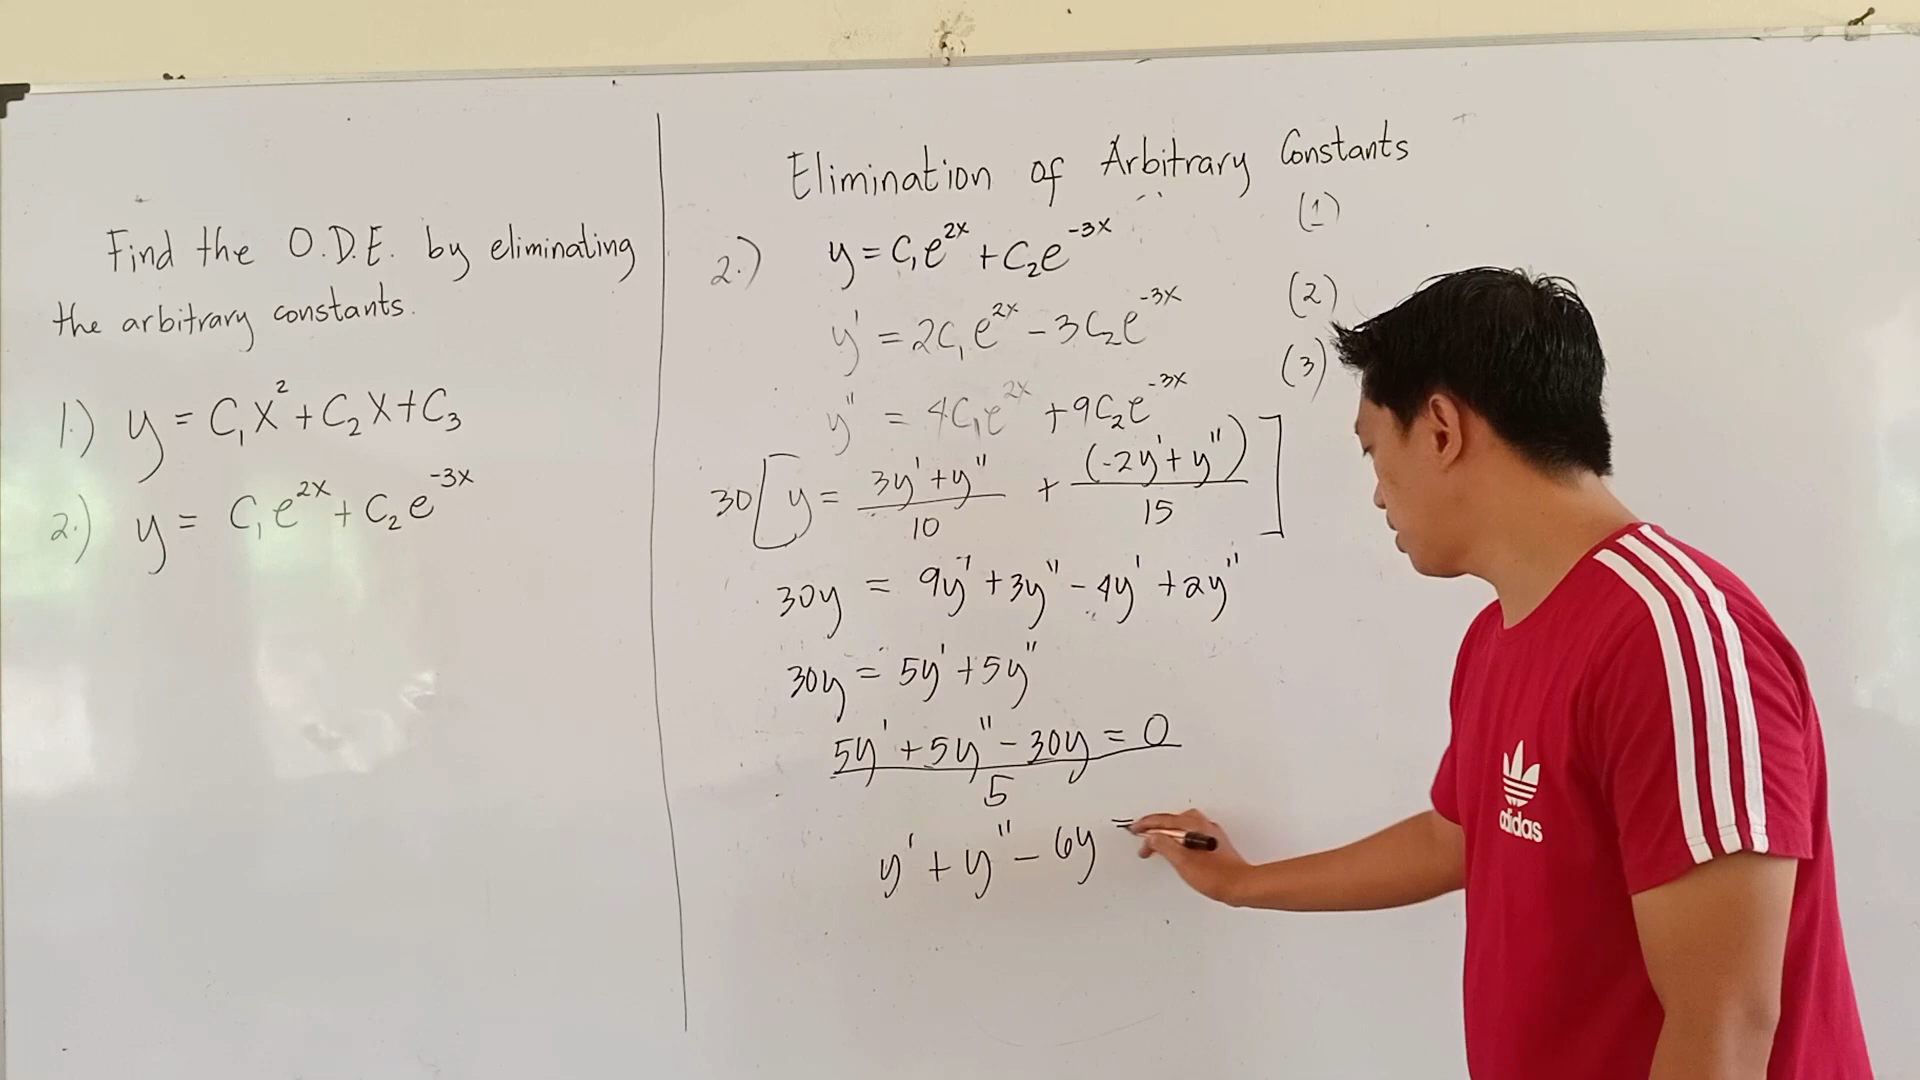 Find the O.D.E. by eliminating
the arbitrary constants.
1.) y = C₁x² + C₂x + C₃
2.) y = C₁e²ˣ + C₂e⁻³ˣ
Elimination of Arbitrary Constants
2.) y = C₁e²ˣ + C₂e⁻³ˣ (1)
y' = 2C₁e²ˣ - 3C₂e⁻³ˣ (2)
y'' = 4C₁e²ˣ + 9C₂e⁻³ˣ (3)
30[y = (3y' + y'')/10 + (-2y' + y'')/15]
30y = 9y' + 3y'' - 4y' + 2y''
30y = 5y' + 5y''
5y' + 5y'' - 30y = 0
5
y' + y'' - 6y =
adidas